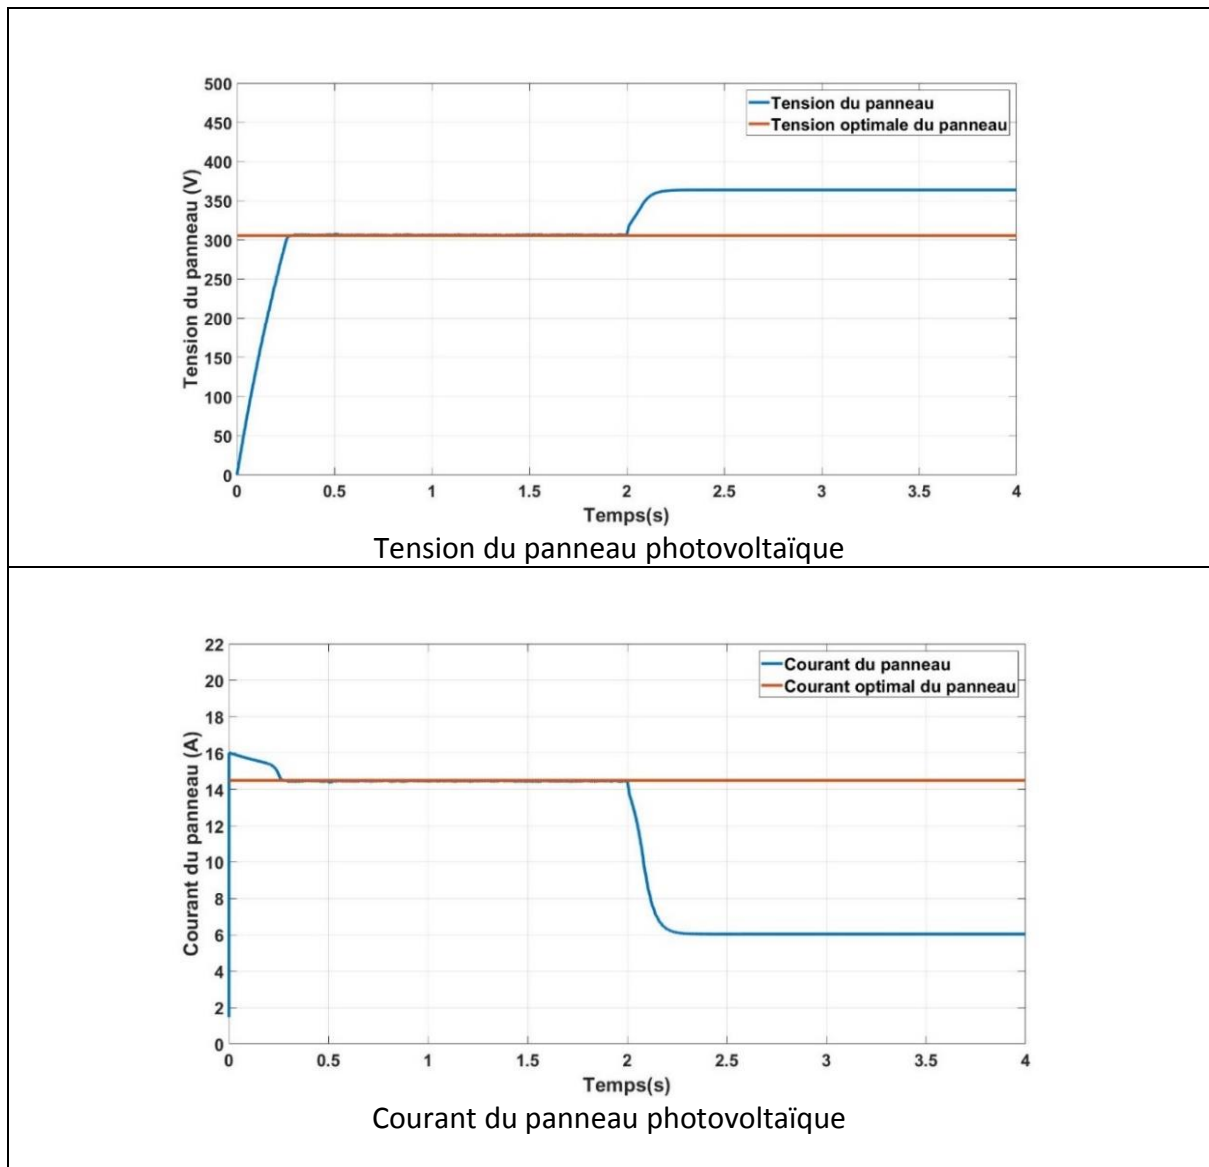 500
450
400
350
300
250
200
150
100
50
0
Tension du panneau (V)
Tension du panneau
Tension optimale du panneau
0 0.5 1 1.5 2 2.5 3 3.5 4
Temps(s)
Tension du panneau photovoltaïque
22
20
18
16
14
12
10
8
6
4
2
0
Courant du panneau (A)
Courant du panneau
Courant optimal du panneau
0 0.5 1 1.5 2 2.5 3 3.5 4
Temps(s)
Courant du panneau photovoltaïque